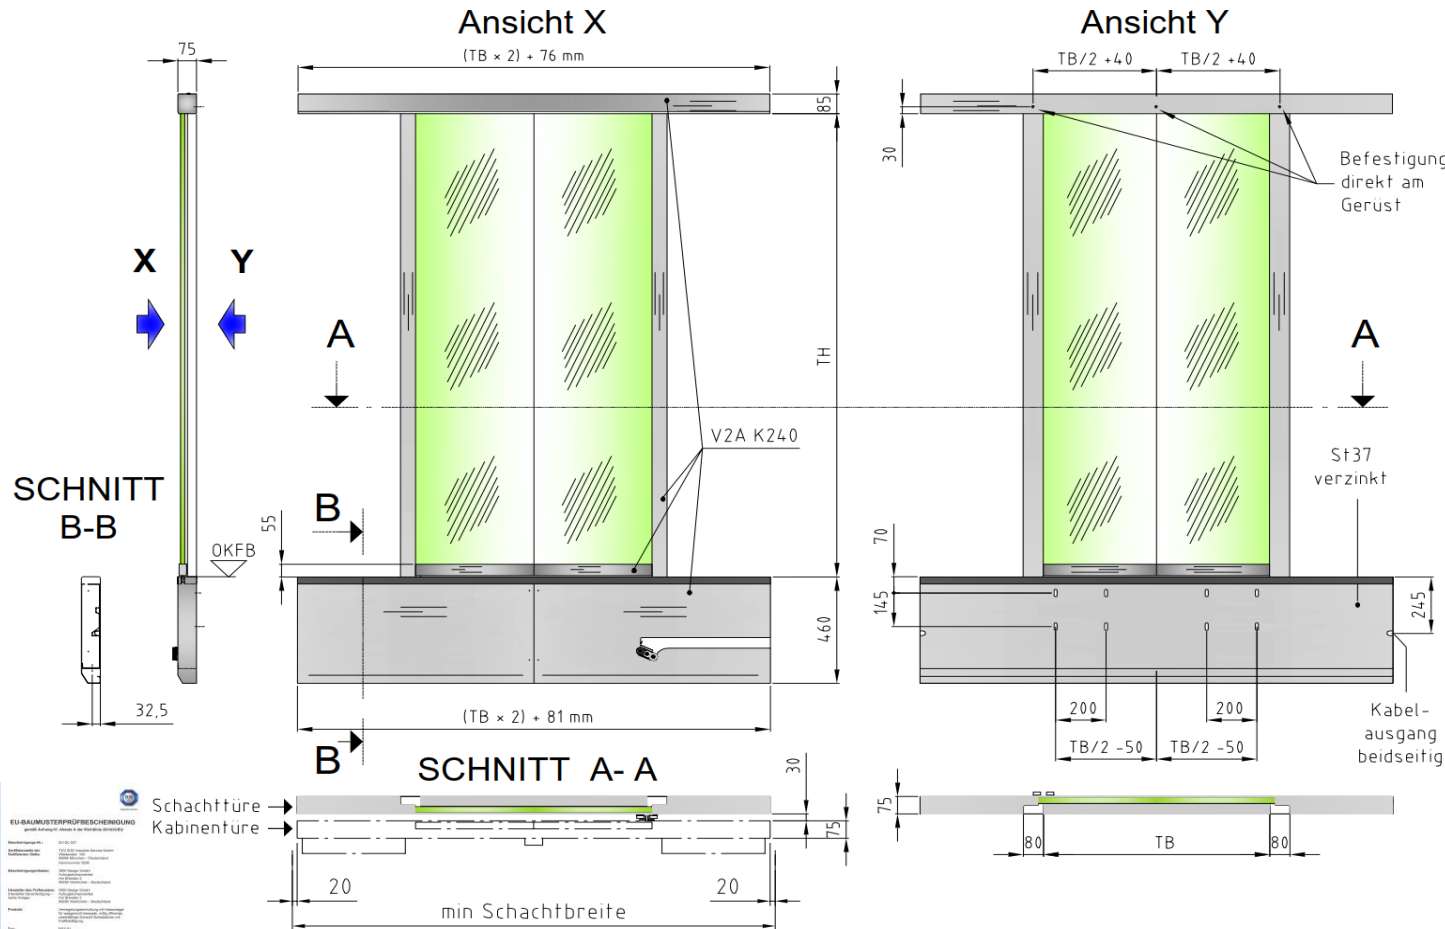 Ansicht X
Ansicht Y
75
(TB × 2) + 76 mm
TB/2 +40
TB/2 +40
85
30
Befestigung
direkt am
Gerüst
X
Y
A
A
TH
V2A K240
St37
verzinkt
SCHNITT
B-B
55
B
OKFB
70
145
245
460
32,5
(TB × 2) + 81 mm
200
200
TB/2 -50
TB/2 -50
Kabel-
ausgang
beidseitig
B
SCHNITT A- A
30
Schachttüre
Kabinentüre
75
75
80
TB
80
20
20
min Schachtbreite
EU-BAUMUSTERPRÜFBESCHEINIGUNG